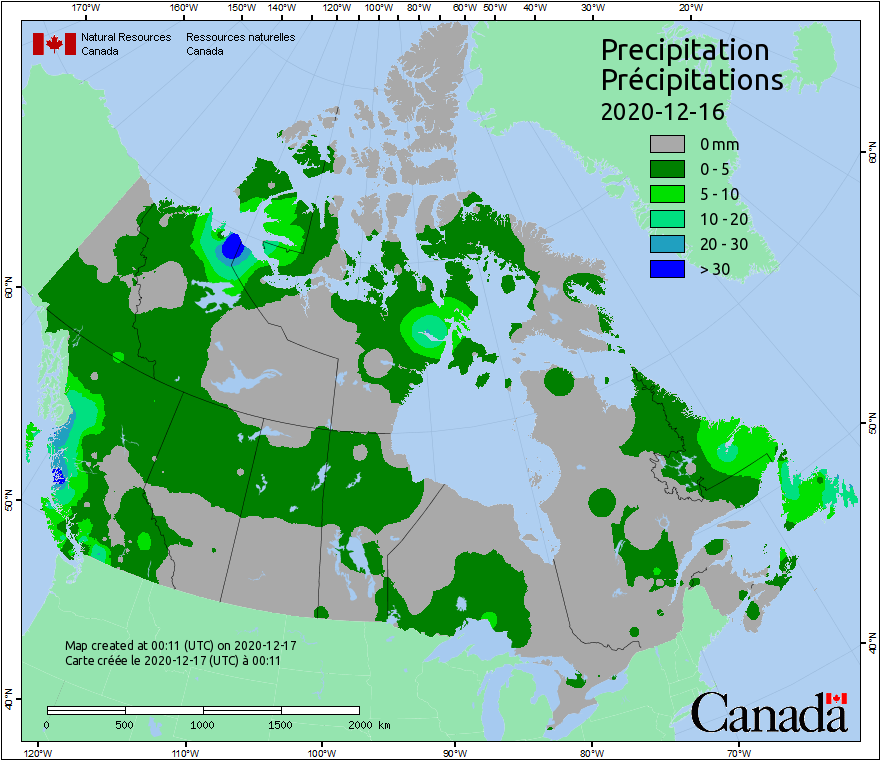 170°W 160°W 150°W 140°W 120°W 110°W 100°W 90°W 80°W 70°W 60°W 50°W 40°W 30°W 20°W
Natural Resources Ressources naturelles
Canada Canada
Precipitation
Précipitations
2020-12-16
0 mm
0 - 5
5 - 10
10 - 20
20 - 30
> 30
60°N
60°N
50°N
50°N
40°N
40°N
Map created at 00:11 (UTC) on 2020-12-17
Carte créée le 2020-12-17 (UTC) à 00:11
0 500 1000 1500 2000 km
Canada
120°W 110°W 100°W 90°W 80°W 70°W